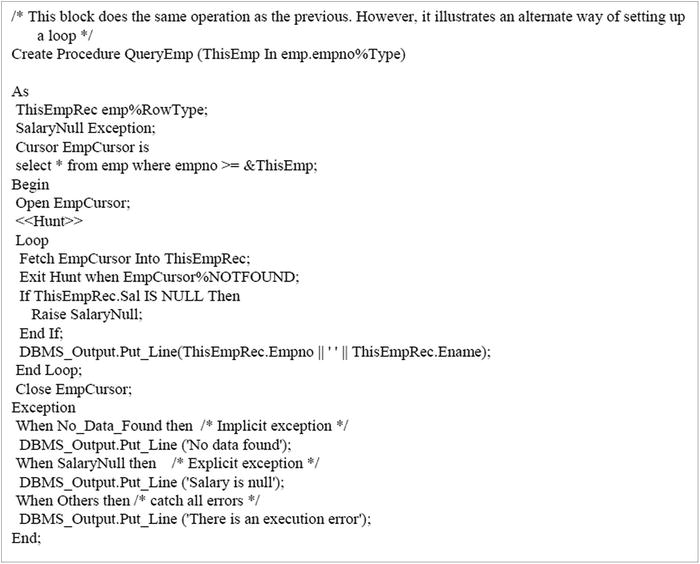 /* This block does the same operation as the previous. However, it illustrates an alternate way of setting up
a loop */
Create Procedure QueryEmp (ThisEmp In emp.empno%Type)
As
ThisEmpRec emp%RowType;
SalaryNull Exception;
Cursor EmpCursor is
select * from emp where empno >= &ThisEmp;
Begin
Open EmpCursor;
<<Hunt>>
Loop
Fetch EmpCursor Into ThisEmpRec;
Exit Hunt when EmpCursor%NOTFOUND;
If ThisEmpRec.Sal IS NULL Then
Raise SalaryNull;
End If;
DBMS_Output.Put_Line(ThisEmpRec.Empno || ' ' || ThisEmpRec.Ename);
End Loop;
Close EmpCursor;
Exception
When No_Data_Found then /* Implicit exception */
DBMS_Output.Put_Line ('No data found');
When SalaryNull then /* Explicit exception */
DBMS_Output.Put_Line ('Salary is null');
When Others then /* catch all errors */
DBMS_Output.Put_Line ('There is an execution error');
End;